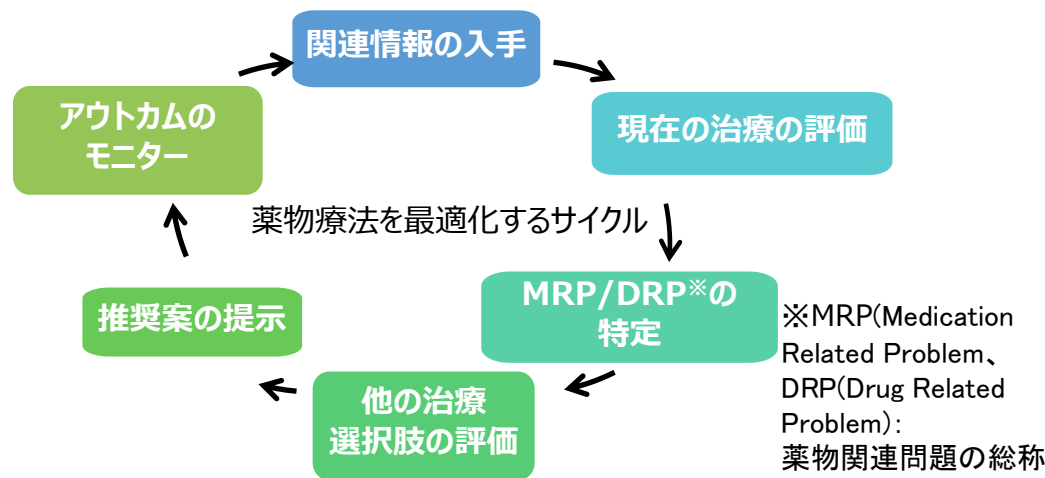 関連情報の入手
現在の治療の評価
MRP/DRP※の
特定
他の治療
選択肢の評価
推奨案の提示
アウトカムの
モニター
薬物療法を最適化するサイクル
※MRP(Medication
Related Problem、
DRP(Drug Related
Problem):
薬物関連問題の総称